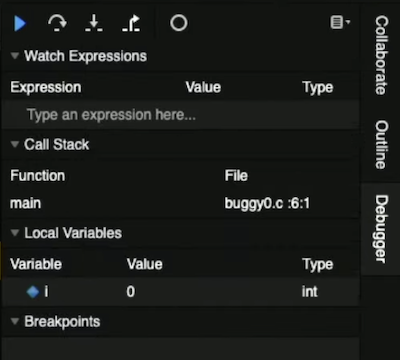 Watch Expressions
Expression Value Type
Type an expression here...
Call Stack
Function File
main buggy0.c :6:1
Local Variables
Variable Value Type
i 0 int
Breakpoints
Collaborate
Outline
Debugger